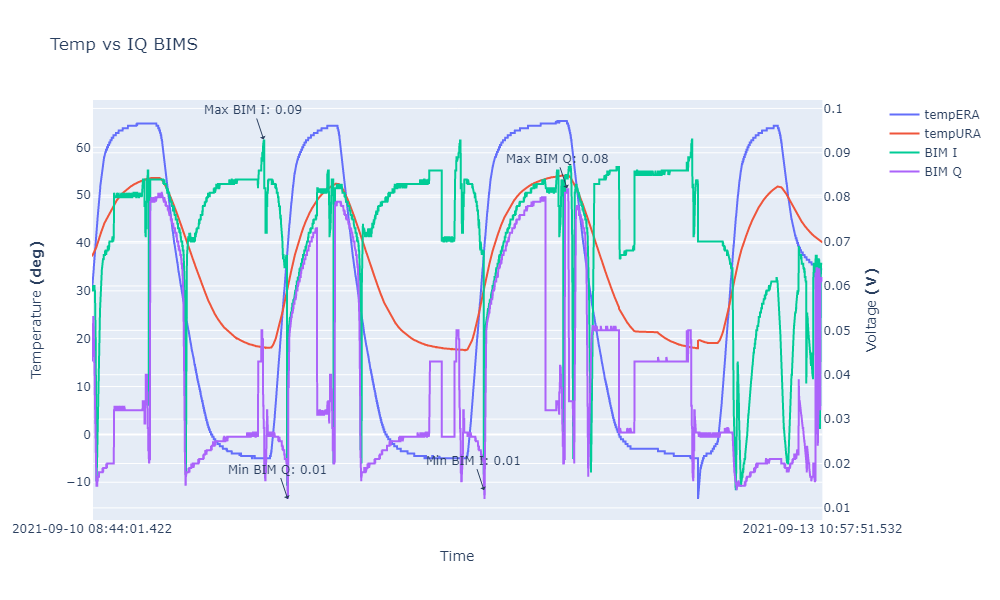 Temp vs IQ BIMS
Max BIM I: 0.09
Max BIM Q: 0.08
Min BIM Q: 0.01
Min BIM I: 0.01
60
50
40
30
20
10
0
−10
Temperature (deg)
0.1
0.09
0.08
0.07
0.06
0.05
0.04
0.03
0.02
0.01
Voltage (V)
2021-09-10 08:44:01.422
2021-09-13 10:57:51.532
Time
tempERA
tempURA
BIM I
BIM Q